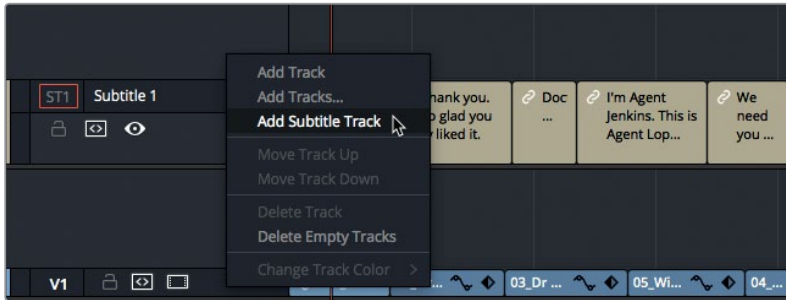 Add Track
Add Tracks...
Add Subtitle Track
Move Track Up
Move Track Down
Delete Track
Delete Empty Tracks
Change Track Color >
ST1 Subtitle 1
you.
glad you
liked it.
Doc
...
I'm Agent
Jenkins. This is
Agent Lop...
We
need
you ...
V1
03_Dr ...
05_Wi...
04_...